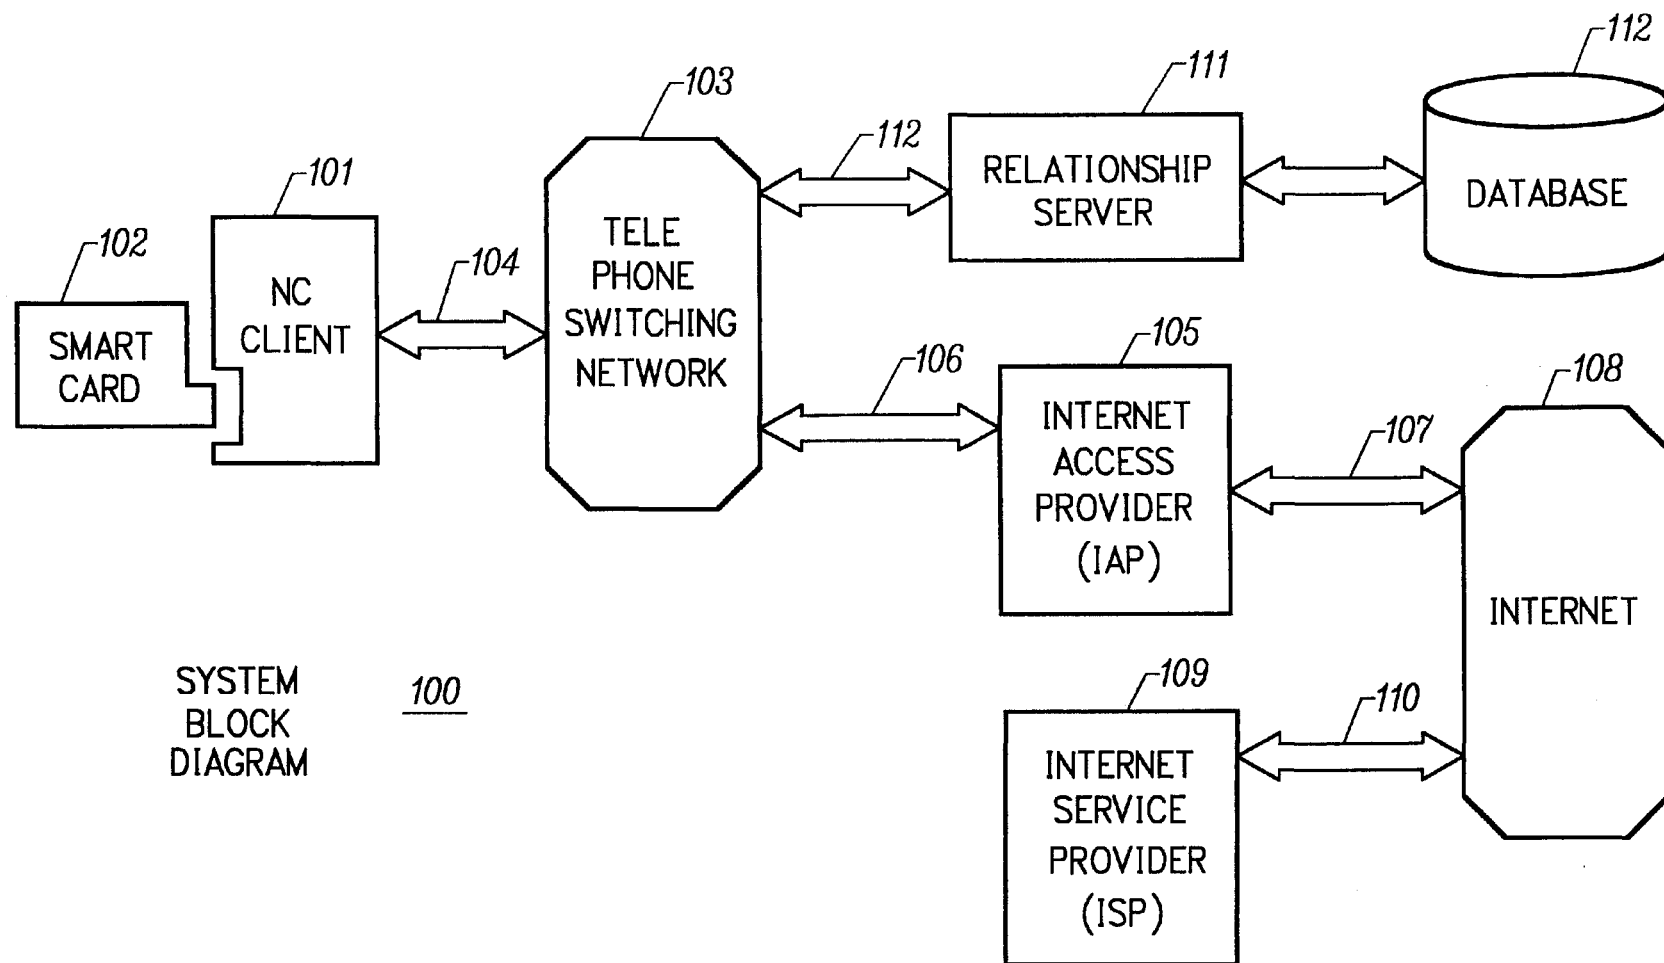 112
103
111
112
101
102
104
TELE
PHONE
SWITCHING
NETWORK
RELATIONSHIP
SERVER
DATABASE
NC
CLIENT
SMART
CARD
105
106
108
107
INTERNET
ACCESS
PROVIDER
(IAP)
INTERNET
109
110
SYSTEM
BLOCK
DIAGRAM
100
INTERNET
SERVICE
PROVIDER
(ISP)